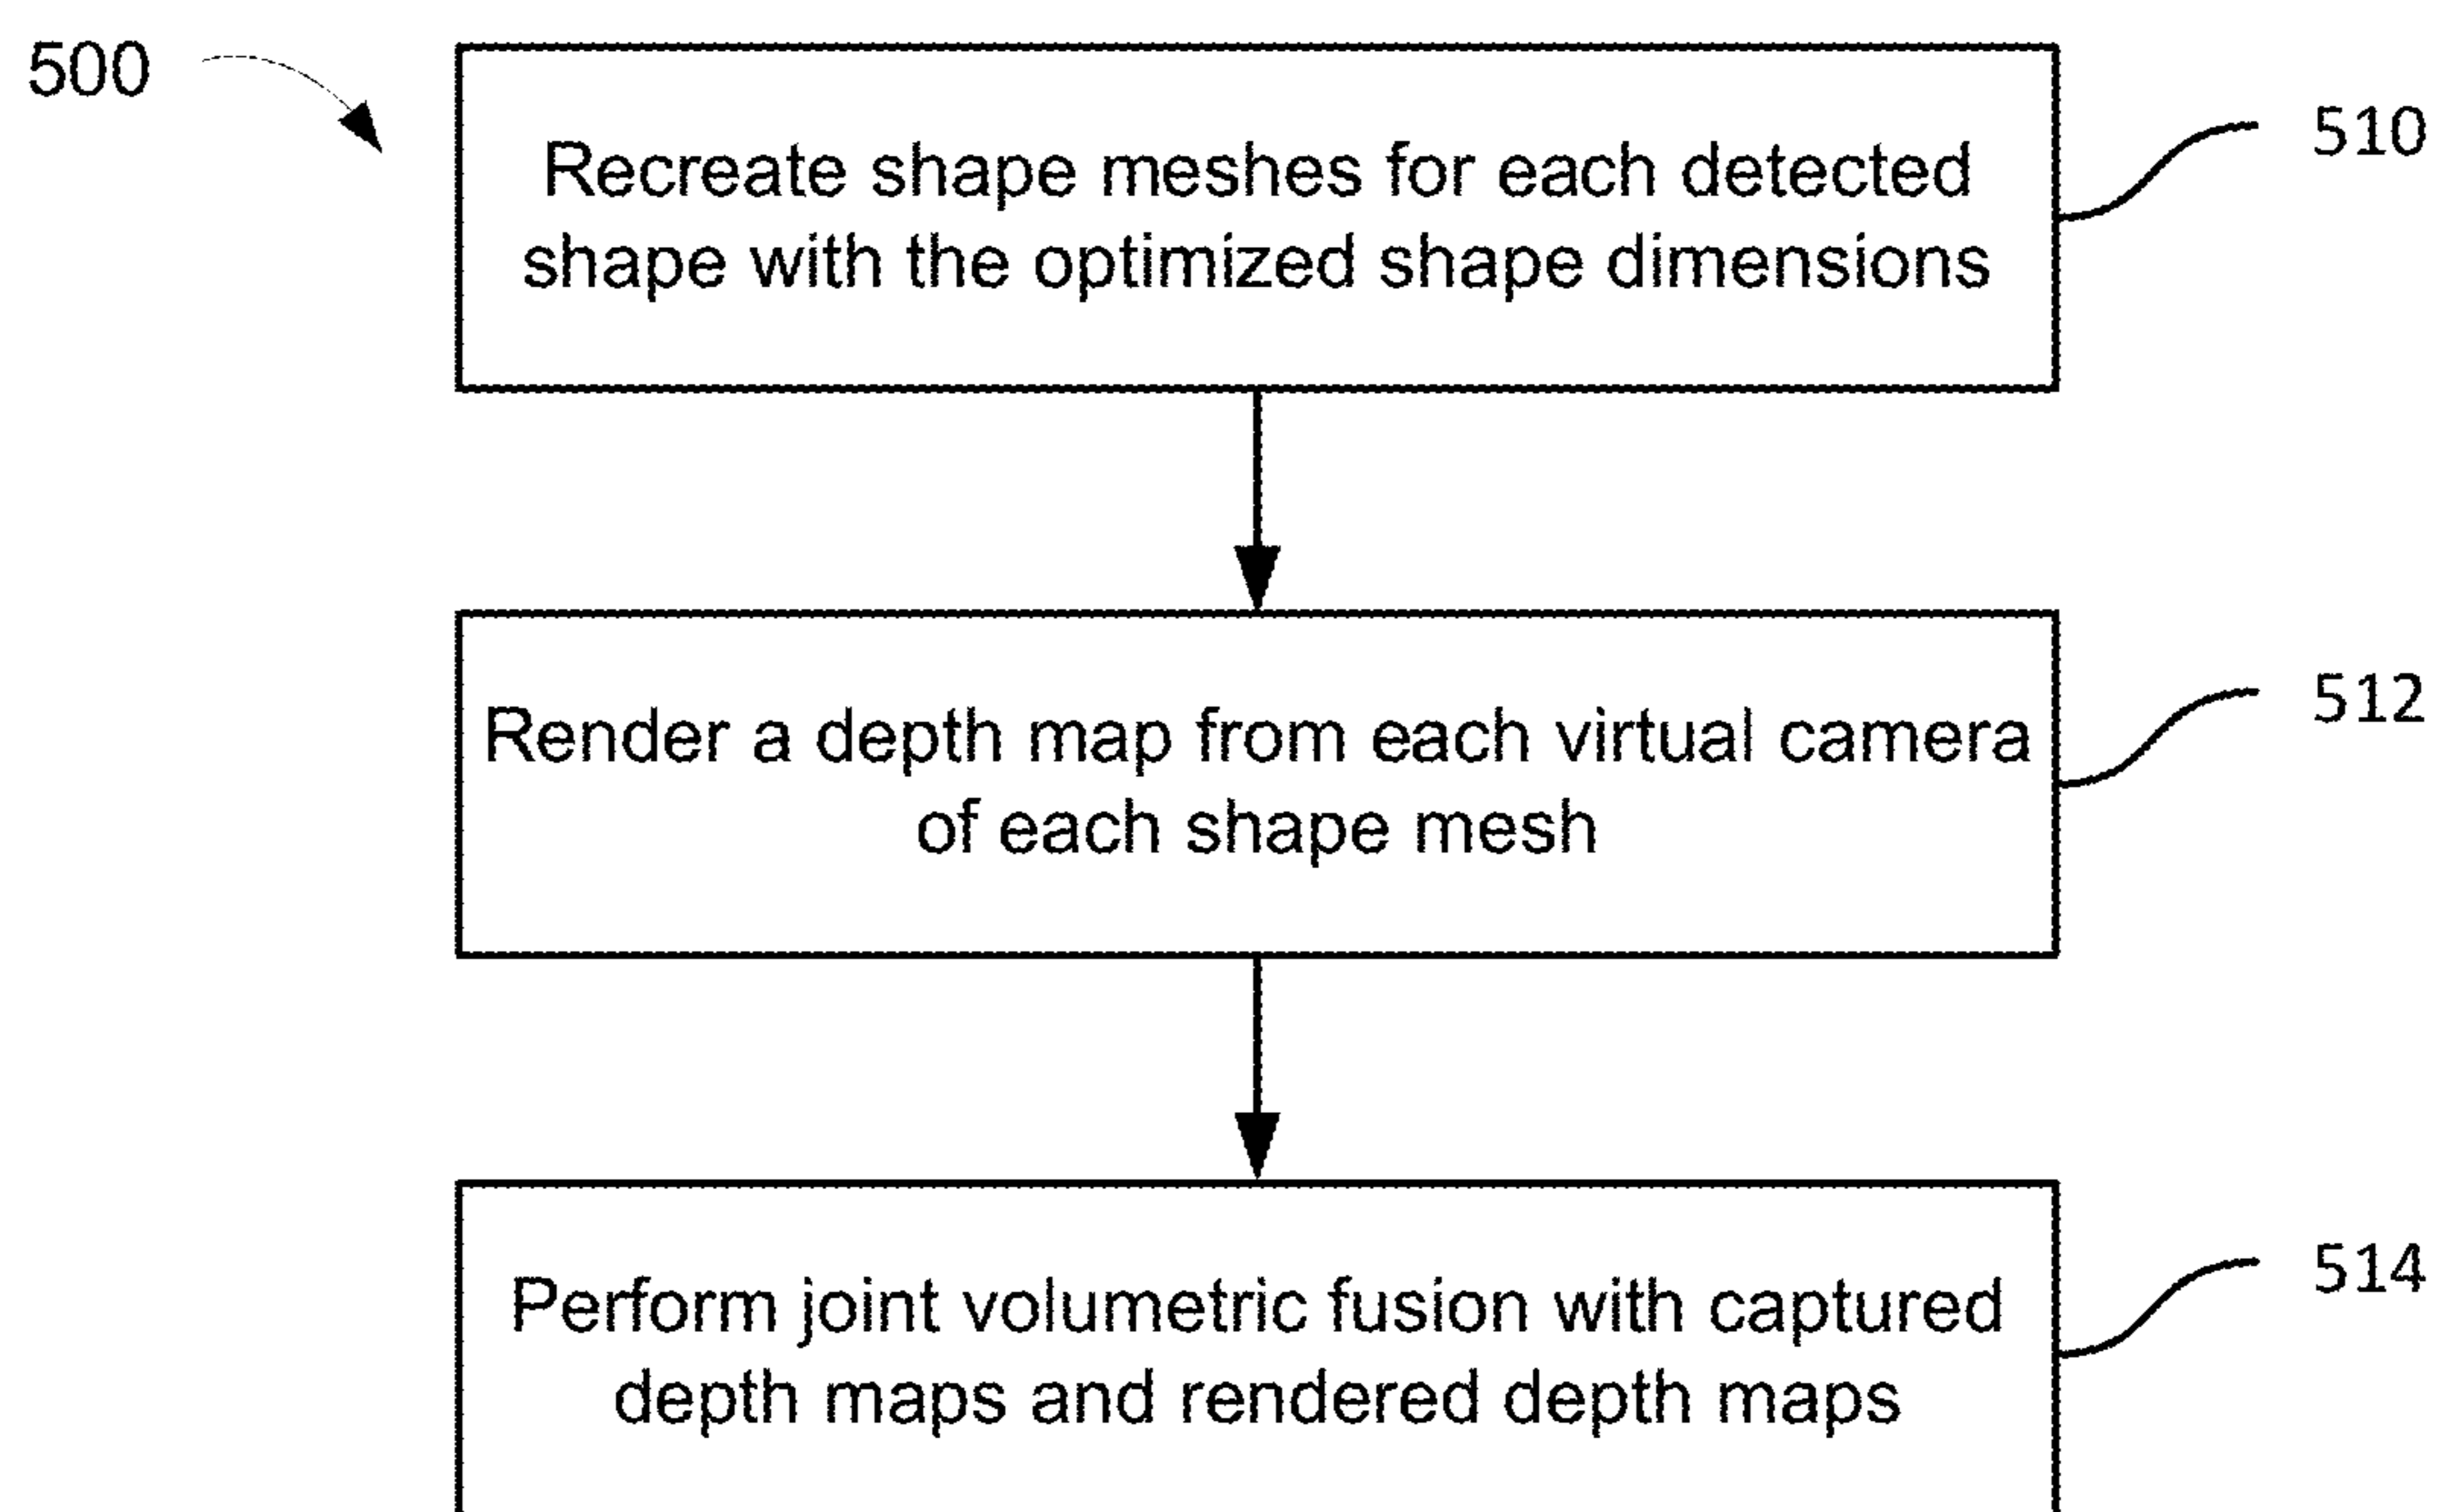 500
Recreate shape meshes for each detected
shape with the optimized shape dimensions
510
Render a depth map from each virtual camera
of each shape mesh
512
Perform joint volumetric fusion with captured
depth maps and rendered depth maps
514